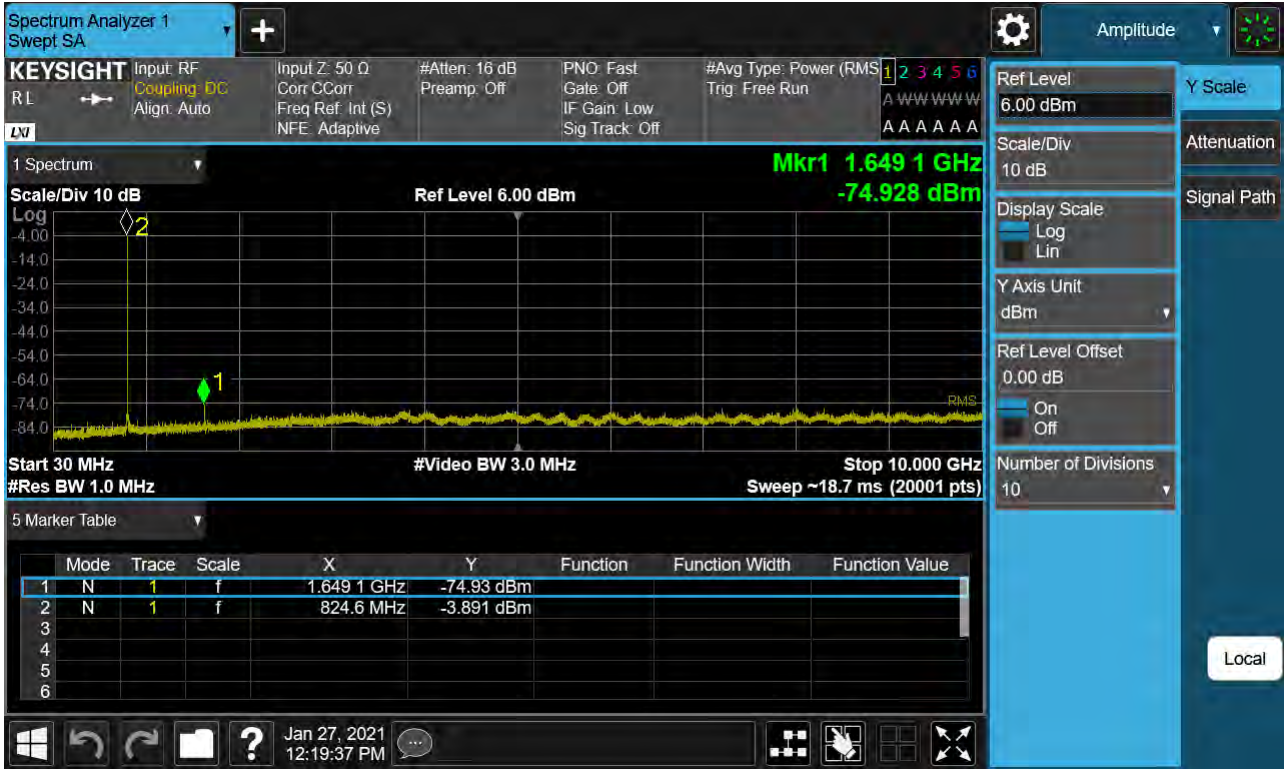 Spectrum Analyzer 1
Swept SA
Amplitude
KEYSIGHT
R L
LXI
Input: RF
Coupling: DC
Align: Auto
Input Z: 50 Ω
Corr CCorr
Freq Ref: Int (S)
NFE: Adaptive
#Atten: 16 dB
Preamp: Off
PNO: Fast
Gate: Off
IF Gain: Low
Sig Track: Off
#Avg Type: Power (RMS
Trig: Free Run
1 2 3 4 5 6
A W W W W W
A A A A A A
1 Spectrum
Mkr1 1.649 1 GHz
Scale/Div 10 dB
Ref Level 6.00 dBm
-74.928 dBm
Log
-4.00
-14.0
-24.0
-34.0
-44.0
-54.0
-64.0
-74.0
-84.0
2
1
RMS
Start 30 MHz
#Video BW 3.0 MHz
Stop 10.000 GHz
#Res BW 1.0 MHz
Sweep ~18.7 ms (20001 pts)
5 Marker Table
Mode Trace Scale X Y Function Function Width Function Value
1 N 1 f 1.649 1 GHz -74.93 dBm
2 N 1 f 824.6 MHz -3.891 dBm
3
4
5
6
Ref Level
6.00 dBm
Scale/Div
10 dB
Display Scale
Log
Lin
Y Axis Unit
dBm
Ref Level Offset
0.00 dB
On
Off
Number of Divisions
10
Y Scale
Attenuation
Signal Path
Local
?
Jan 27, 2021
12:19:37 PM